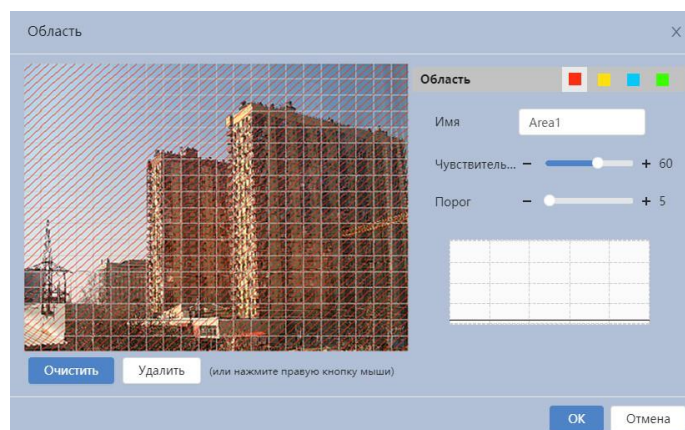 Область
X
Область
Имя
Area1
Чувствитель... − + 60
Порог − + 5
Очистить
Удалить
(или нажмите правую кнопку мыши)
OK
Отмена